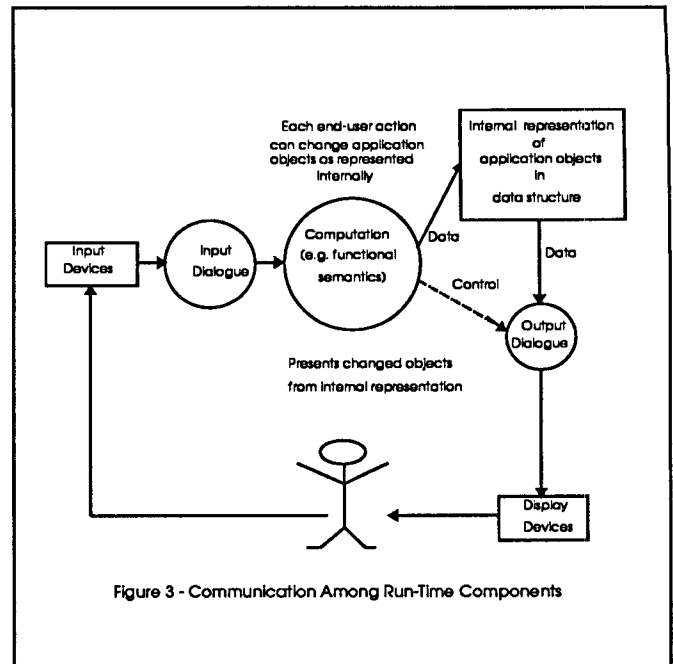 Each end-user action
can change application
objects as represented
Internally
Internal representation
of
application objects
in
data structure
Input
Devices
Input
Dialogue
Computation
(e.g. functional
semantics)
Data
Data
Control
Output
Dialogue
Presents changed objects
from internal representation
Display
Devices
Figure 3 - Communication Among Run-Time Components